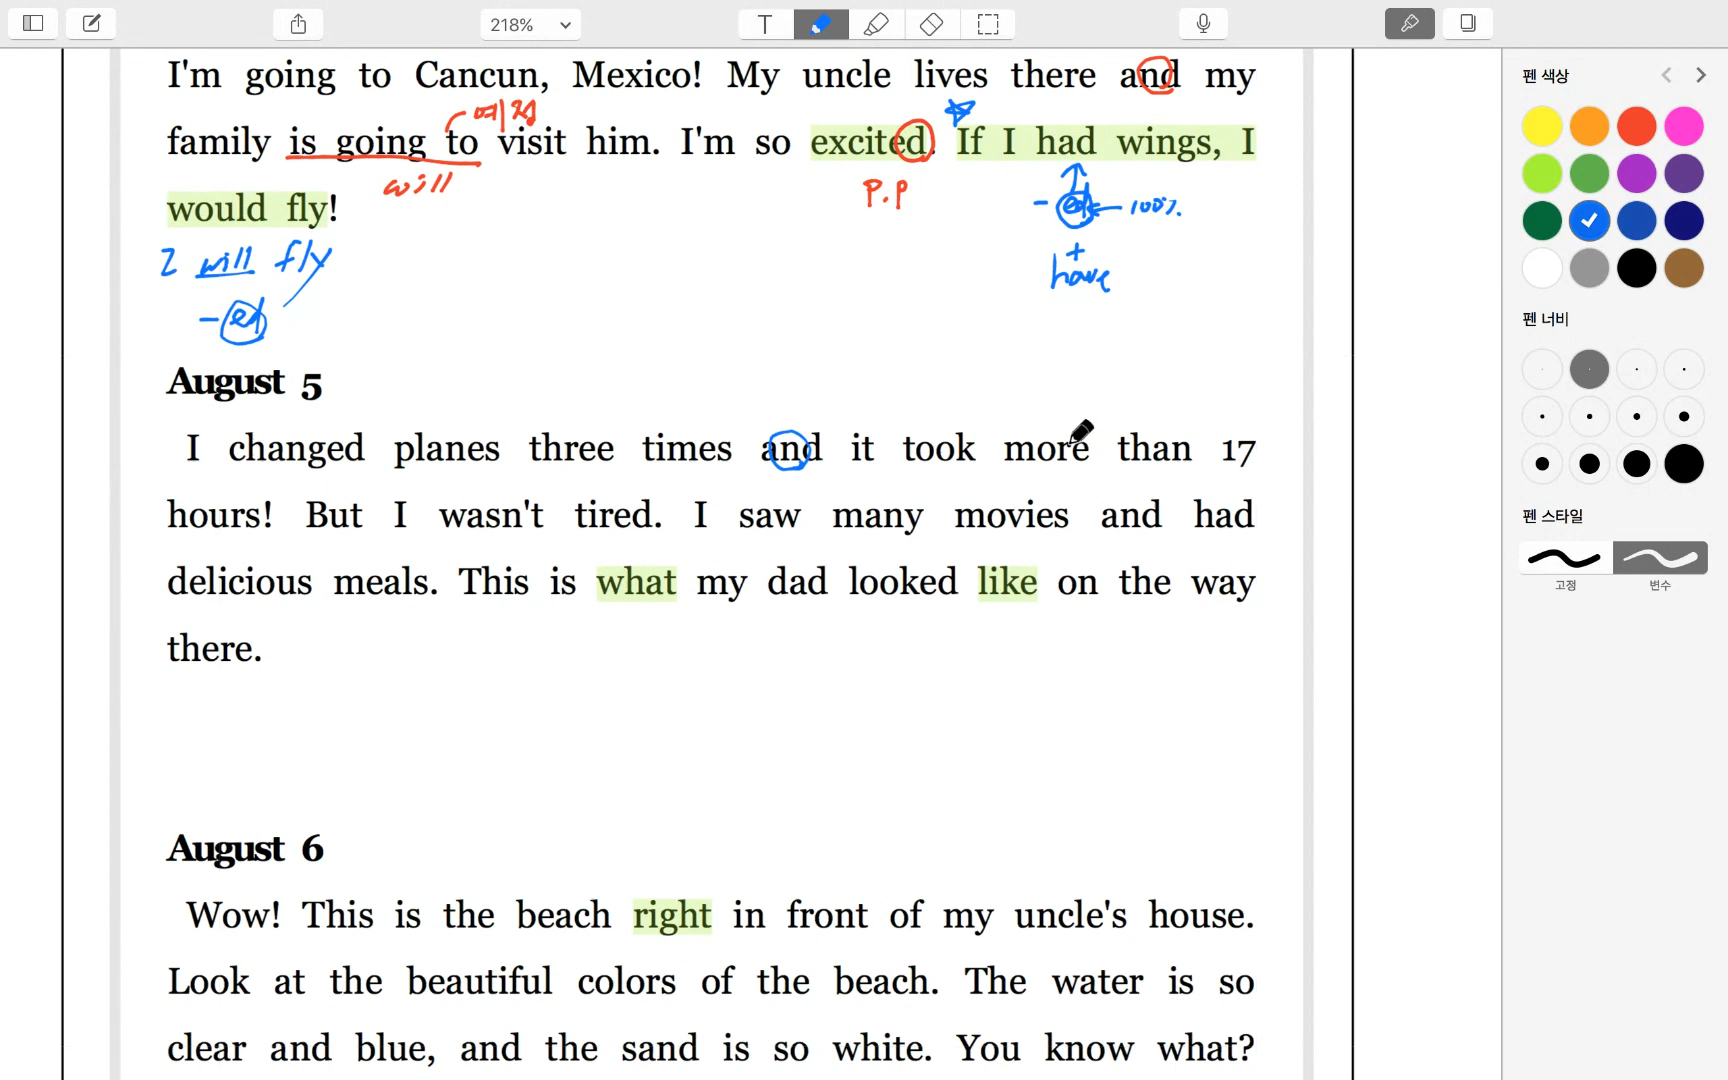 218%
T
I'm going to Cancun, Mexico! My uncle lives there and my
예정
family is going to visit him. I'm so excited. If I had wings, I
will
p.p
-ed ← 100%
would fly!
+
have
I will fly
-ed
August 5
I changed planes three times and it took more than 17
hours! But I wasn't tired. I saw many movies and had
delicious meals. This is what my dad looked like on the way
there.
August 6
Wow! This is the beach right in front of my uncle's house.
Look at the beautiful colors of the beach. The water is so
clear and blue, and the sand is so white. You know what?
펜 색상
펜 너비
펜 스타일
고정
변수